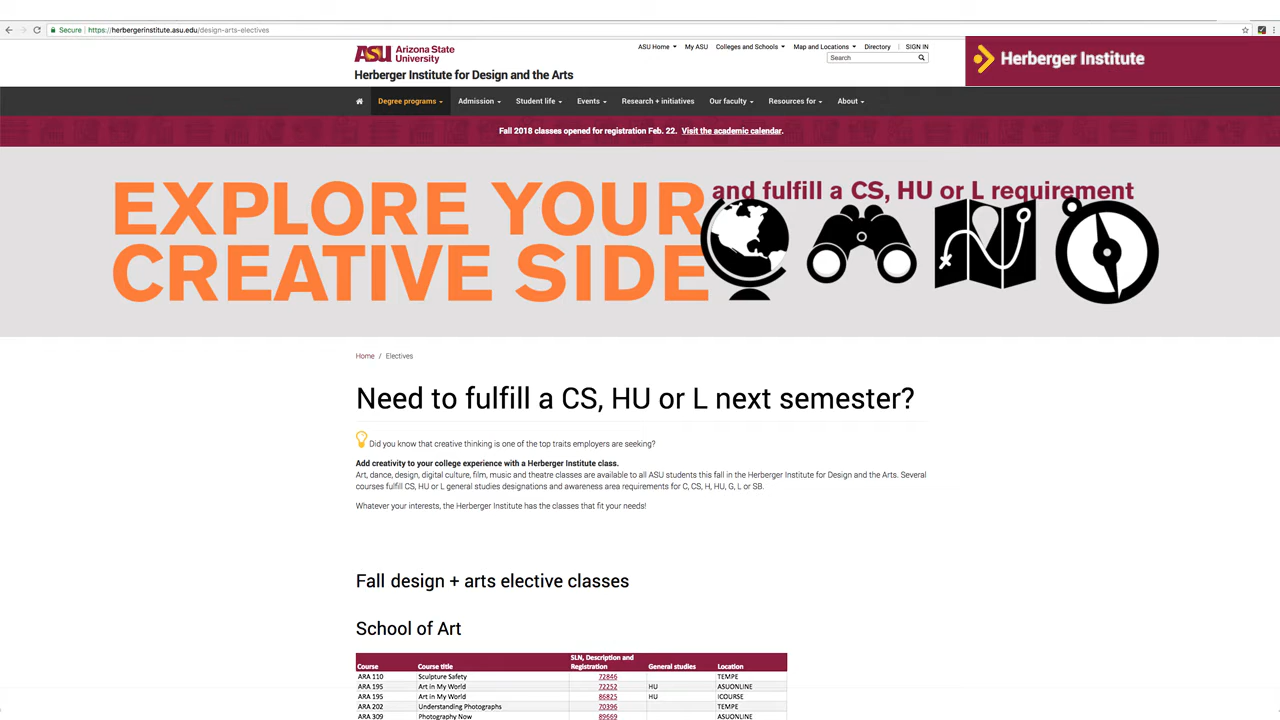 Secure https://herbergerinstitute.asu.edu/design-arts-electives
ASU Home My ASU Colleges and Schools Map and Locations Directory | SIGN IN
Search
ASU Arizona State University
Herberger Institute for Design and the Arts
Herberger Institute
Degree programs Admission Student life Events Research + initiatives Our faculty Resources for About
Fall 2018 classes opened for registration Feb. 22. Visit the academic calendar.
EXPLORE YOUR
CREATIVE SIDE
and fulfill a CS, HU or L requirement
Home / Electives
Need to fulfill a CS, HU or L next semester?
Did you know that creative thinking is one of the top traits employers are seeking?
Add creativity to your college experience with a Herberger Institute class.
Art, dance, design, digital culture, film, music and theatre classes are available to all ASU students this fall in the Herberger Institute for Design and the Arts. Several
courses fulfill CS, HU or L general studies designations and awareness area requirements for C, CS, H, HU, G, L or SB.
Whatever your interests, the Herberger Institute has the classes that fit your needs!
Fall design + arts elective classes
School of Art
Course Course title SLN, Description and Registration General studies Location
ARA 110 Sculpture Safety 72846 TEMPE
ARA 195 Art in My World 72252 HU ASUONLINE
ARA 195 Art in My World 86825 HU ICOURSE
ARA 202 Understanding Photographs 70396 TEMPE
ARA 309 Photography Now 89669 ASUONLINE